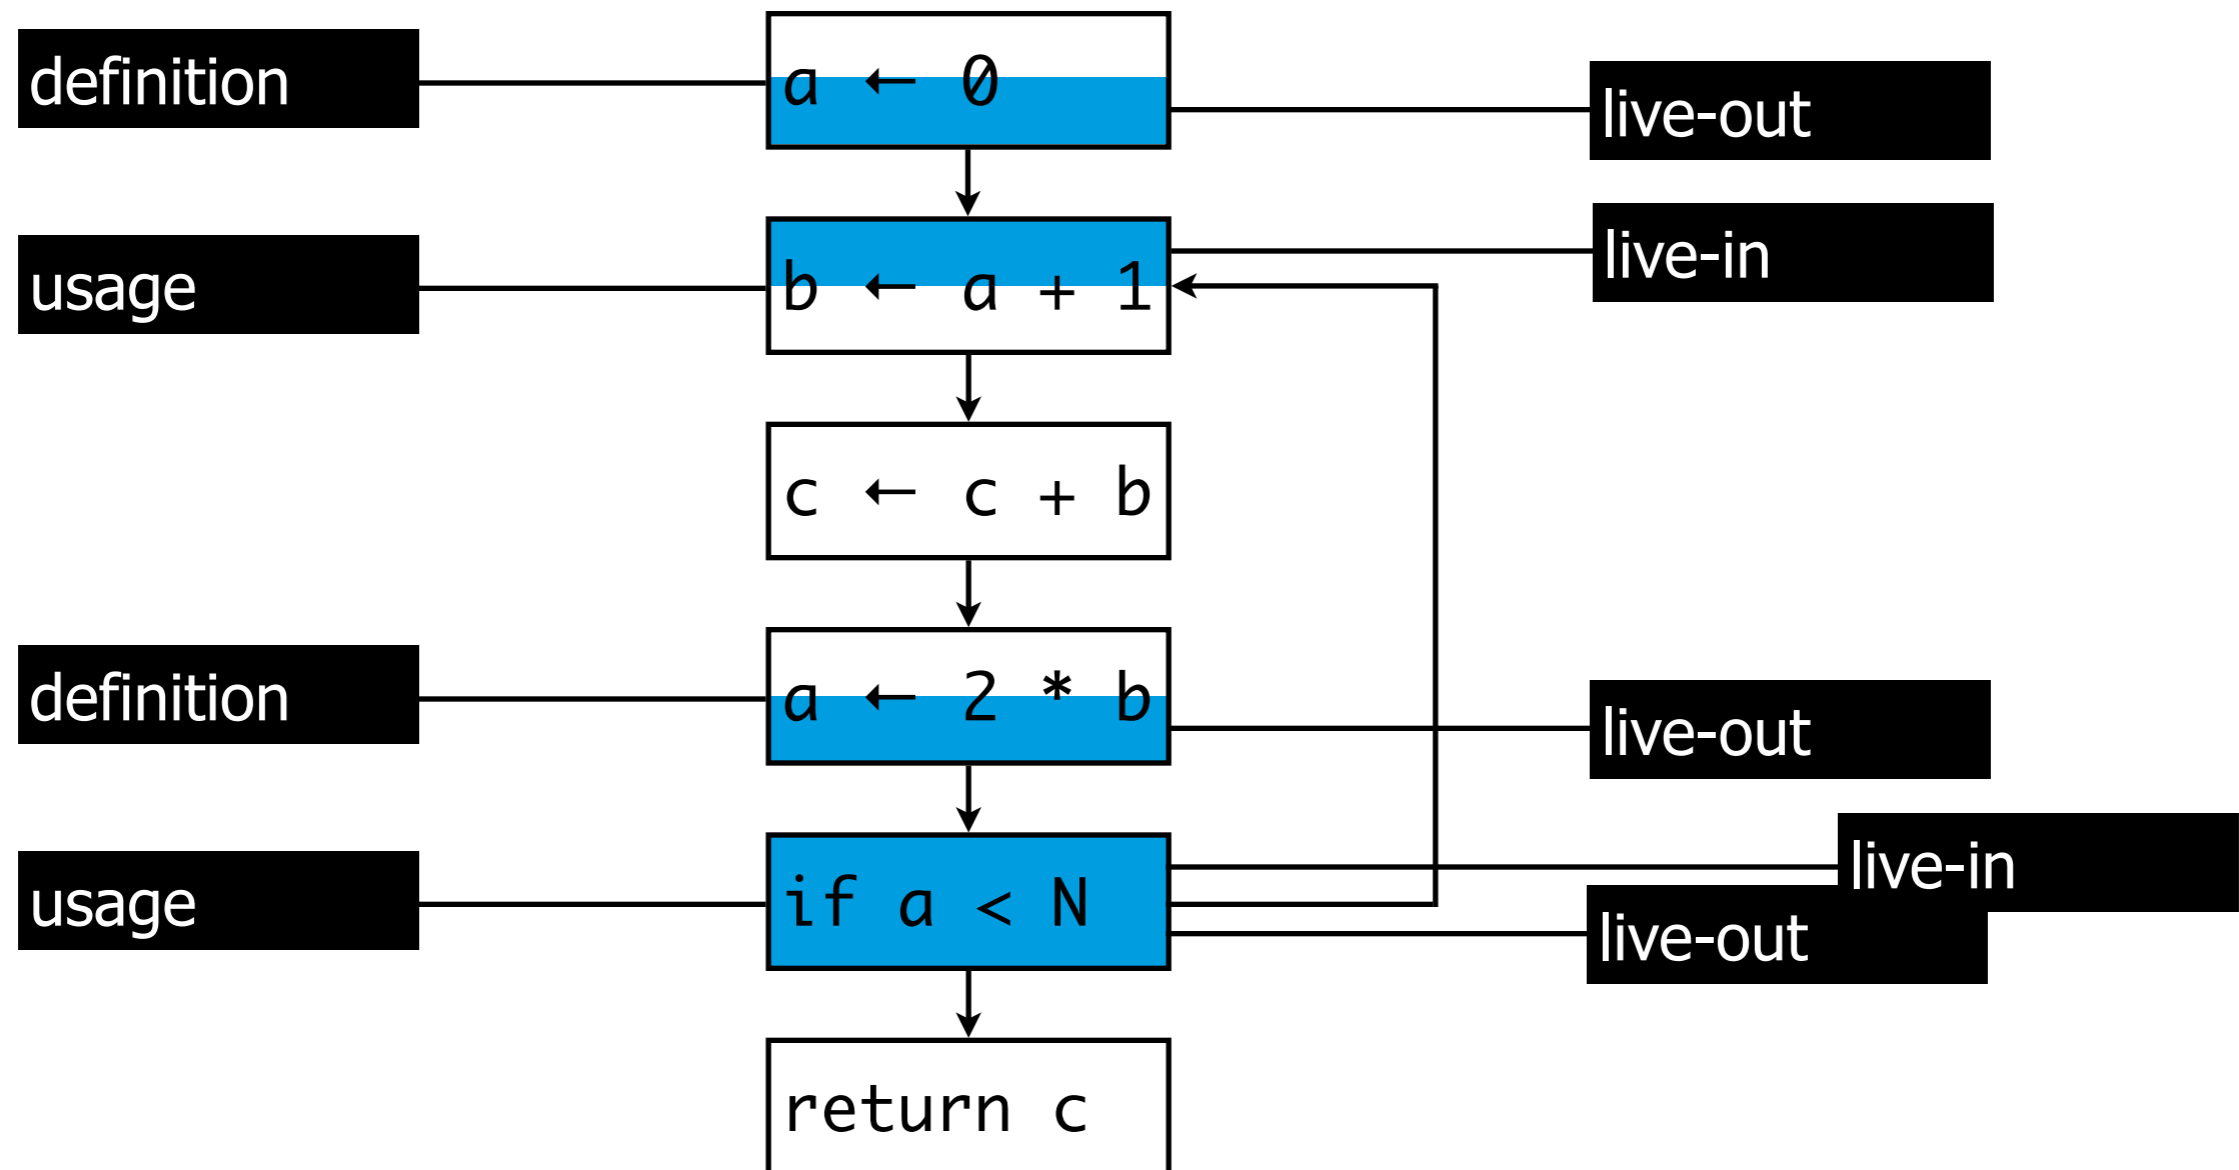 definition
a ← 0
live-out
live-in
usage
b ← a + 1
c ← c + b
definition
a ← 2 * b
live-out
live-in
usage
if a < N
live-out
return c